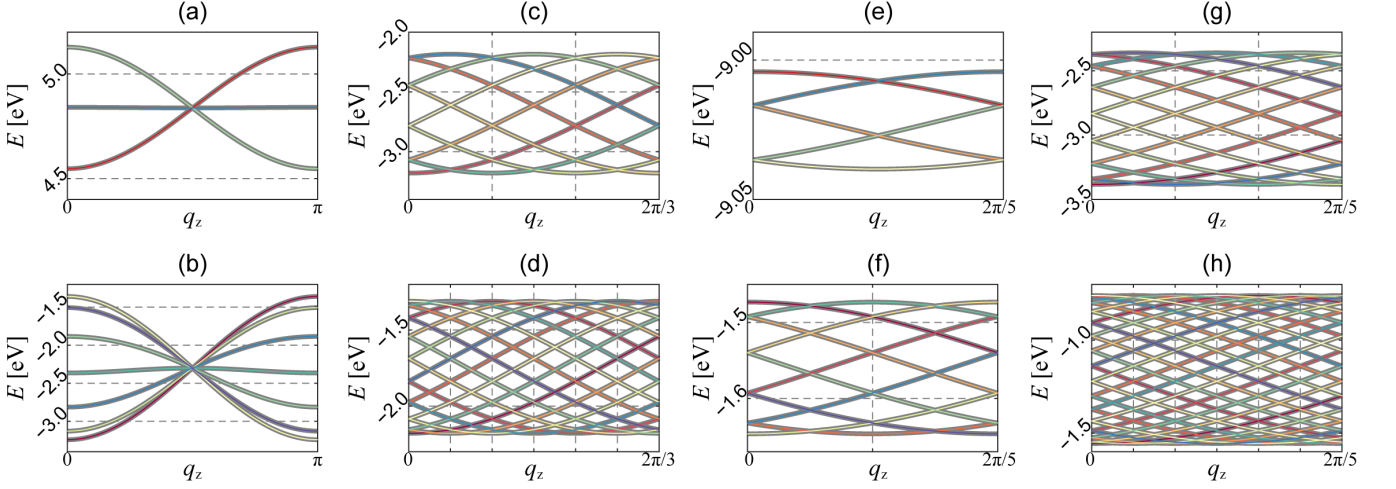 (a)
E [eV]
5.0
4.5
0
π
q_z
(c)
E [eV]
−2.0
−2.5
−3.0
0
2π/3
q_z
(e)
E [eV]
−9.00
−9.05
0
2π/5
q_z
(g)
E [eV]
−2.5
−3.0
−3.5
0
2π/5
q_z
(b)
E [eV]
−1.5
−2.0
−2.5
−3.0
0
π
q_z
(d)
E [eV]
−1.5
−2.0
0
2π/3
q_z
(f)
E [eV]
−1.5
−1.6
0
2π/5
q_z
(h)
E [eV]
−1.0
−1.5
0
2π/5
q_z